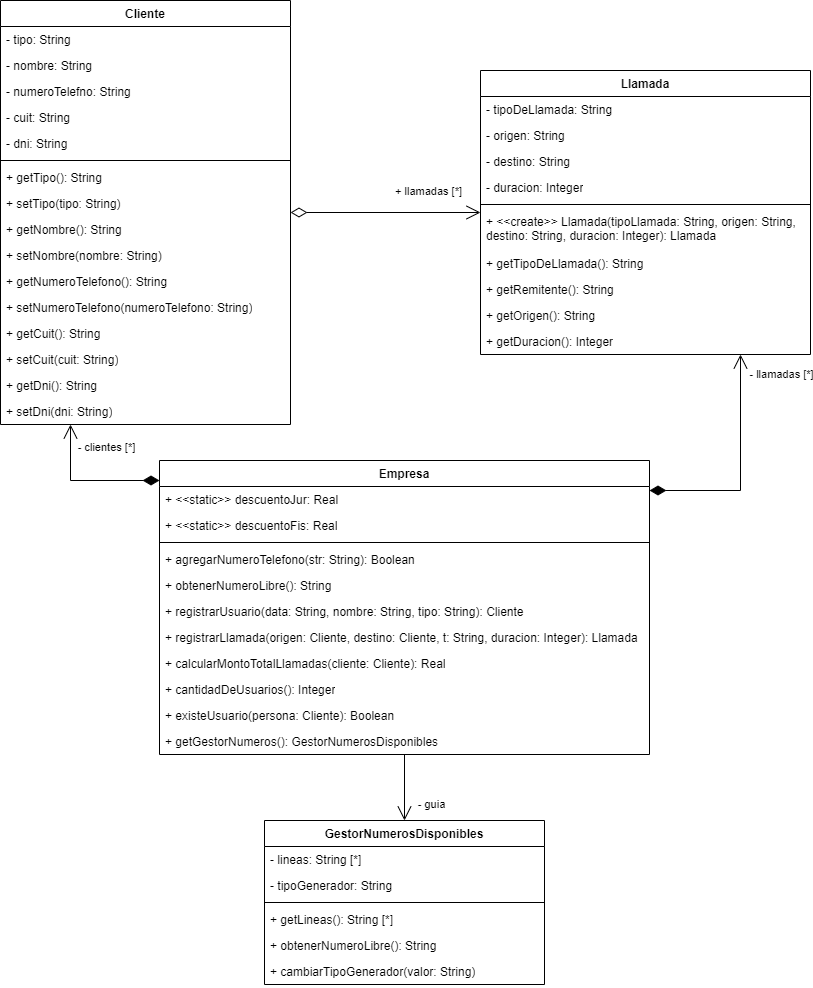 Cliente
- tipo: String
- nombre: String
- numeroTelefno: String
- cuit: String
- dni: String
+ getTipo(): String
+ setTipo(tipo: String)
+ getNombre(): String
+ setNombre(nombre: String)
+ getNumeroTelefono(): String
+ setNumeroTelefono(numeroTelefono: String)
+ getCuit(): String
+ setCuit(cuit: String)
+ getDni(): String
+ setDni(dni: String)
+ llamadas [*]
Llamada
- tipoDeLlamada: String
- origen: String
- destino: String
- duracion: Integer
+ <<create>> Llamada(tipoLlamada: String, origen: String,
destino: String, duracion: Integer): Llamada
+ getTipoDeLlamada(): String
+ getRemitente(): String
+ getOrigen(): String
+ getDuracion(): Integer
- llamadas [*]
- clientes [*]
Empresa
+ <<static>> descuentoJur: Real
+ <<static>> descuentoFis: Real
+ agregarNumeroTelefono(str: String): Boolean
+ obtenerNumeroLibre(): String
+ registrarUsuario(data: String, nombre: String, tipo: String): Cliente
+ registrarLlamada(origen: Cliente, destino: Cliente, t: String, duracion: Integer): Llamada
+ calcularMontoTotalLlamadas(cliente: Cliente): Real
+ cantidadDeUsuarios(): Integer
+ existeUsuario(persona: Cliente): Boolean
+ getGestorNumeros(): GestorNumerosDisponibles
- guia
GestorNumerosDisponibles
- lineas: String [*]
- tipoGenerador: String
+ getLineas(): String [*]
+ obtenerNumeroLibre(): String
+ cambiarTipoGenerador(valor: String)